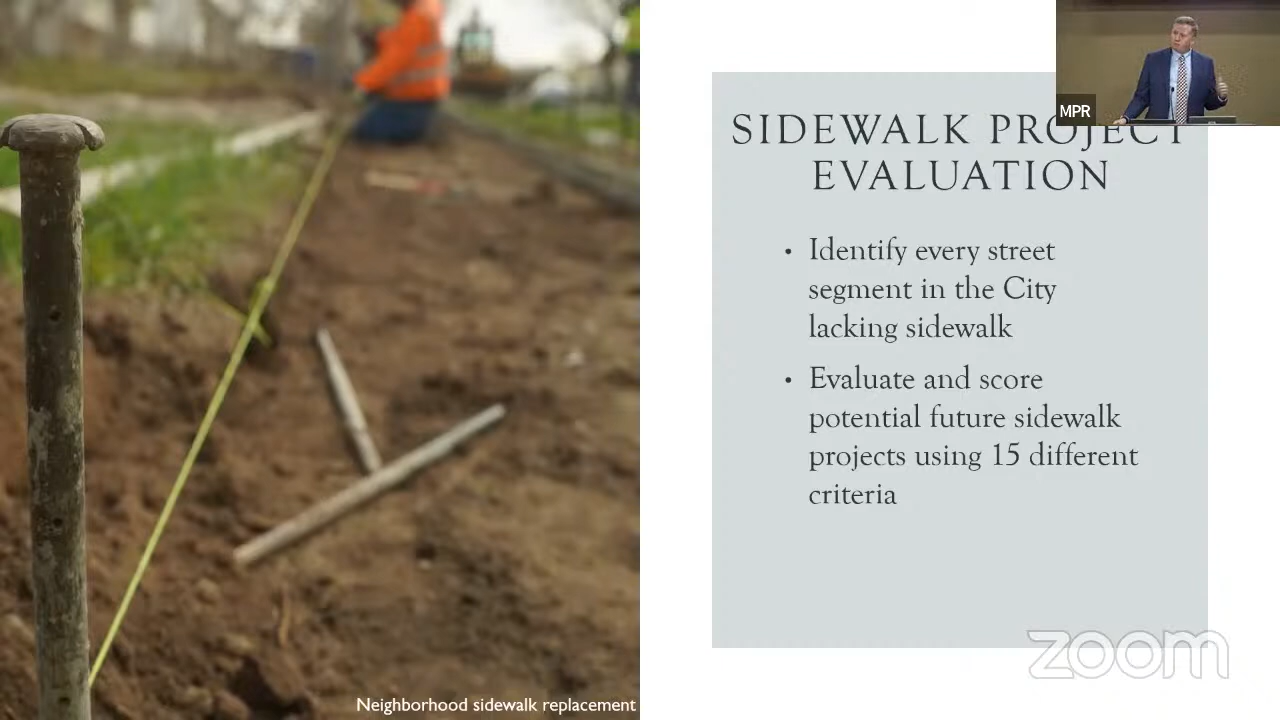 MPR
SIDEWALK PROJECT
EVALUATION
• Identify every street
segment in the City
lacking sidewalk
• Evaluate and score
potential future sidewalk
projects using 15 different
criteria
zoom
Neighborhood sidewalk replacement